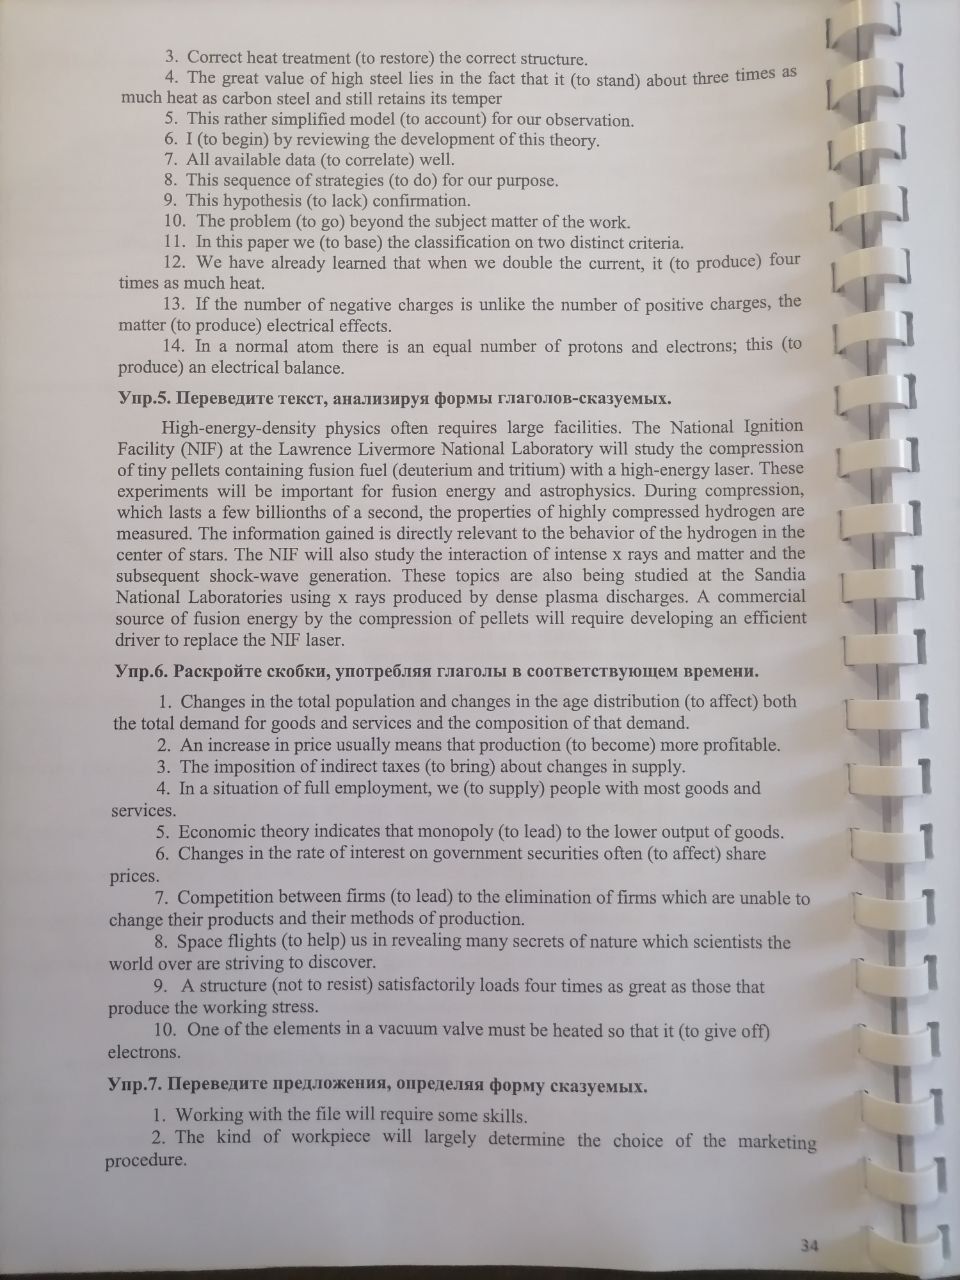 3. Correct heat treatment (to restore) the correct structure.
4. The great value of high steel lies in the fact that it (to stand) about three times as
much heat as carbon steel and still retains its temper
5. This rather simplified model (to account) for our observation.
6. I (to begin) by reviewing the development of this theory.
7. All available data (to correlate) well.
8. This sequence of strategies (to do) for our purpose.
9. This hypothesis (to lack) confirmation.
10. The problem (to go) beyond the subject matter of the work.
11. In this paper we (to base) the classification on two distinct criteria.
12. We have already learned that when we double the current, it (to produce) four
times as much heat.
13. If the number of negative charges is unlike the number of positive charges, the
matter (to produce) electrical effects.
14. In a normal atom there is an equal number of protons and electrons; this (to
produce) an electrical balance.
Упр.5. Переведите текст, анализируя формы глаголов-сказуемых.
High-energy-density physics often requires large facilities. The National Ignition
Facility (NIF) at the Lawrence Livermore National Laboratory will study the compression
of tiny pellets containing fusion fuel (deuterium and tritium) with a high-energy laser. These
experiments will be important for fusion energy and astrophysics. During compression,
which lasts a few billionths of a second, the properties of highly compressed hydrogen are
measured. The information gained is directly relevant to the behavior of the hydrogen in the
center of stars. The NIF will also study the interaction of intense x rays and matter and the
subsequent shock-wave generation. These topics are also being studied at the Sandia
National Laboratories using x rays produced by dense plasma discharges. A commercial
source of fusion energy by the compression of pellets will require developing an efficient
driver to replace the NIF laser.
Упр.6. Раскройте скобки, употребляя глаголы в соответствующем времени.
1. Changes in the total population and changes in the age distribution (to affect) both
the total demand for goods and services and the composition of that demand.
2. An increase in price usually means that production (to become) more profitable.
3. The imposition of indirect taxes (to bring) about changes in supply.
4. In a situation of full employment, we (to supply) people with most goods and
services.
5. Economic theory indicates that monopoly (to lead) to the lower output of goods.
6. Changes in the rate of interest on government securities often (to affect) share
prices.
7. Competition between firms (to lead) to the elimination of firms which are unable to
change their products and their methods of production.
8. Space flights (to help) us in revealing many secrets of nature which scientists the
world over are striving to discover.
9. A structure (not to resist) satisfactorily loads four times as great as those that
produce the working stress.
10. One of the elements in a vacuum valve must be heated so that it (to give off)
electrons.
Упр.7. Переведите предложения, определяя форму сказуемых.
1. Working with the file will require some skills.
2. The kind of workpiece will largely determine the choice of the marketing
procedure.
34